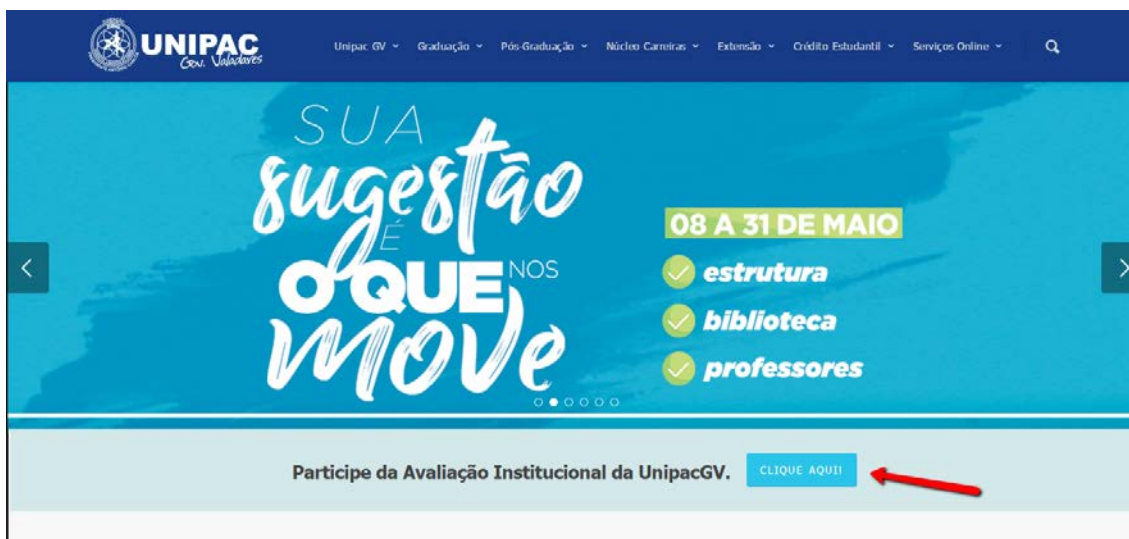 UNIPAC
Gov. Valadares
Unipac GV Graduação Pós-Graduação Núcleo Carreiras Extensão Crédito Estudantil Serviços Online
SUA
sugestão
É
O QUE NOS
move
08 A 31 DE MAIO
estrutura
biblioteca
professores
Participe da Avaliação Institucional da UnipacGV. CLIQUE AQUI!